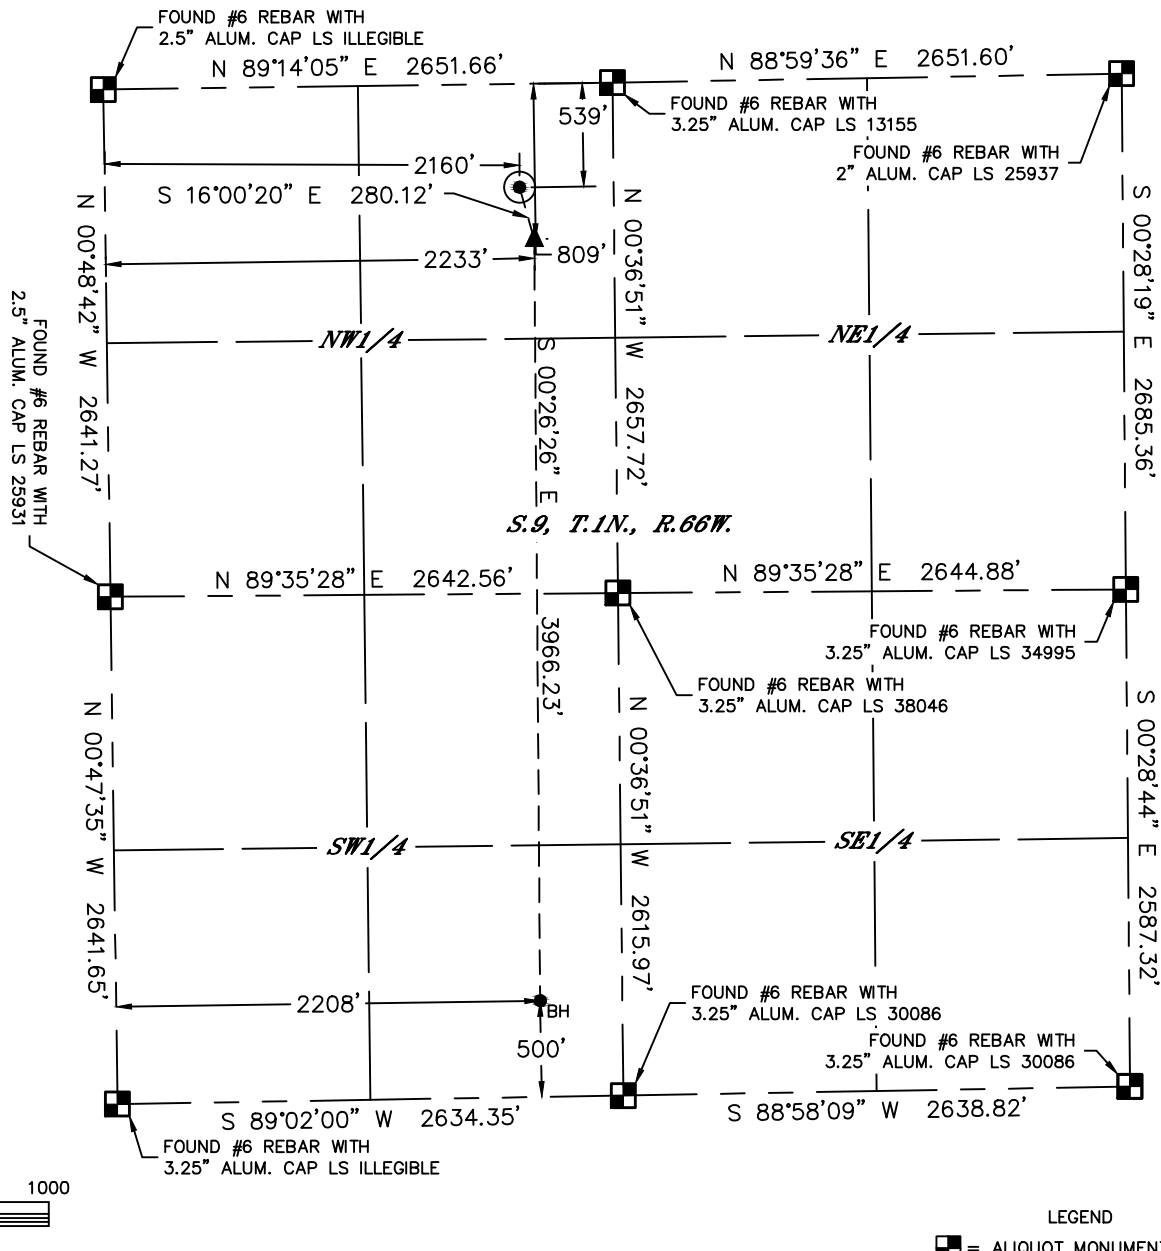 FOUND #6 REBAR WITH
2.5" ALUM. CAP LS ILLEGIBLE
N 89°14'05" E 2651.66'
N 88°59'36" E 2651.60'
539'
FOUND #6 REBAR WITH
3.25" ALUM. CAP LS 13155
FOUND #6 REBAR WITH
2" ALUM. CAP LS 25937
2160'
S 16°00'20" E 280.12'
2233'
809'
N 00°48'42" W 2641.27'
N 00°36'51" W 2657.72'
S 00°28'19" E 2685.36'
FOUND #6 REBAR WITH
2.5" ALUM. CAP LS 25931
NW1/4
NE1/4
S 00°26'26" E 3966.23'
S.9, T.1N., R.66W.
N 89°35'28" E 2642.56'
N 89°35'28" E 2644.88'
FOUND #6 REBAR WITH
3.25" ALUM. CAP LS 34995
FOUND #6 REBAR WITH
3.25" ALUM. CAP LS 38046
N 00°47'35" W 2641.65'
N 00°36'51" W 2615.97'
S 00°28'44" E 2587.32'
SW1/4
SE1/4
2208'
BH
500'
FOUND #6 REBAR WITH
3.25" ALUM. CAP LS 30086
FOUND #6 REBAR WITH
3.25" ALUM. CAP LS 30086
S 89°02'00" W 2634.35'
S 88°58'09" W 2638.82'
FOUND #6 REBAR WITH
3.25" ALUM. CAP LS ILLEGIBLE
1000
LEGEND
= ALIQUOT MONUMENT